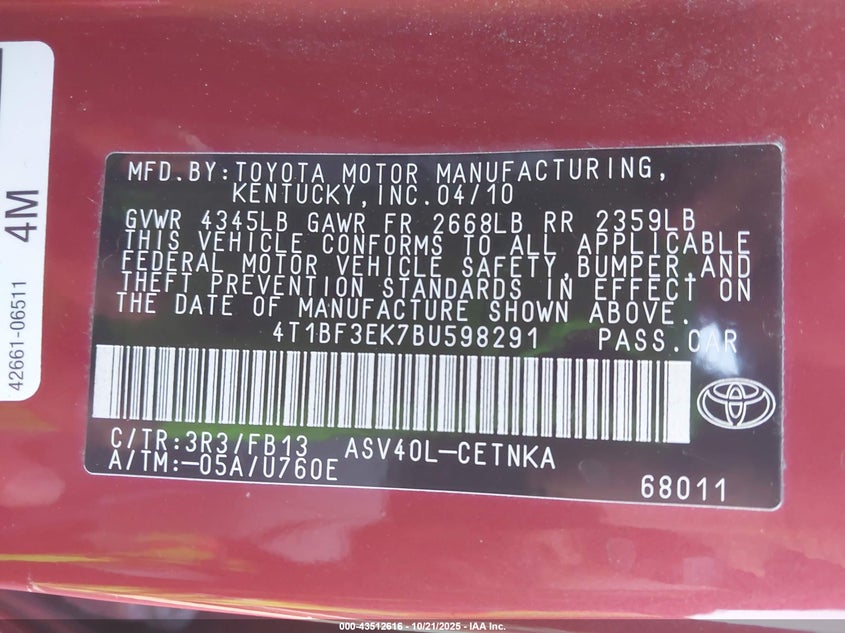 42661-06511 4M
MFD.BY:TOYOTA MOTOR MANUFACTURING,
KENTUCKY,INC.04/10
GVWR 4345LB GAWR FR 2668LB RR 2359LB
THIS VEHICLE CONFORMS TO ALL APPLICABLE
FEDERAL MOTOR VEHICLE SAFETY,BUMPER,AND
THEFT PREVENTION STANDARDS IN EFFECT ON
THE DATE OF MANUFACTURE SHOWN ABOVE.
4T1BF3EK7BU598291 PASS.CAR
C/TR:3R3/FB13 ASV40L-CETNKA
A/TM:-05A/U760E
68011
000-43512616 - 10/21/2025 - IAA Inc.